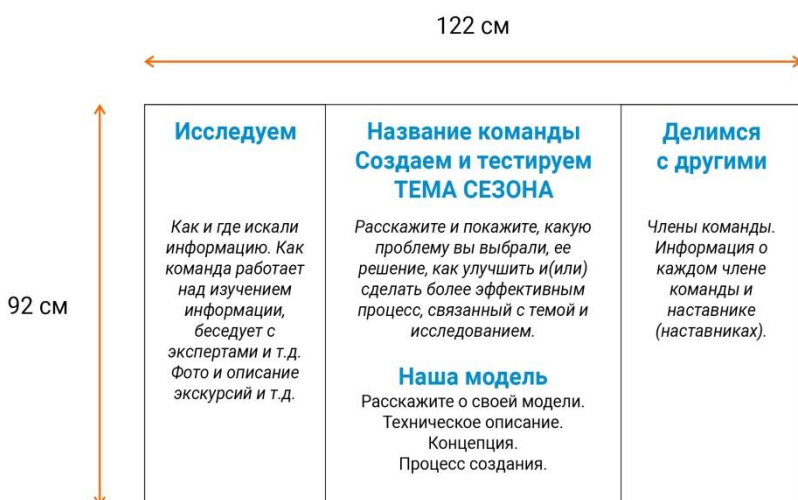 122 см
92 см
Исследуем
Как и где искали
информацию. Как
команда работает
над изучением
информации,
беседует с
экспертами и т.д.
Фото и описание
экскурсий и т.д.
Название команды
Создаем и тестируем
ТЕМА СЕЗОНА
Расскажите и покажите, какую
проблему вы выбрали, ее
решение, как улучшить и(или)
сделать более эффективным
процесс, связанный с темой и
исследованием.
Наша модель
Расскажите о своей модели.
Техническое описание.
Концепция.
Процесс создания.
Делимся
с другими
Члены команды.
Информация о
каждом члене
команды и
наставнике
(наставниках).